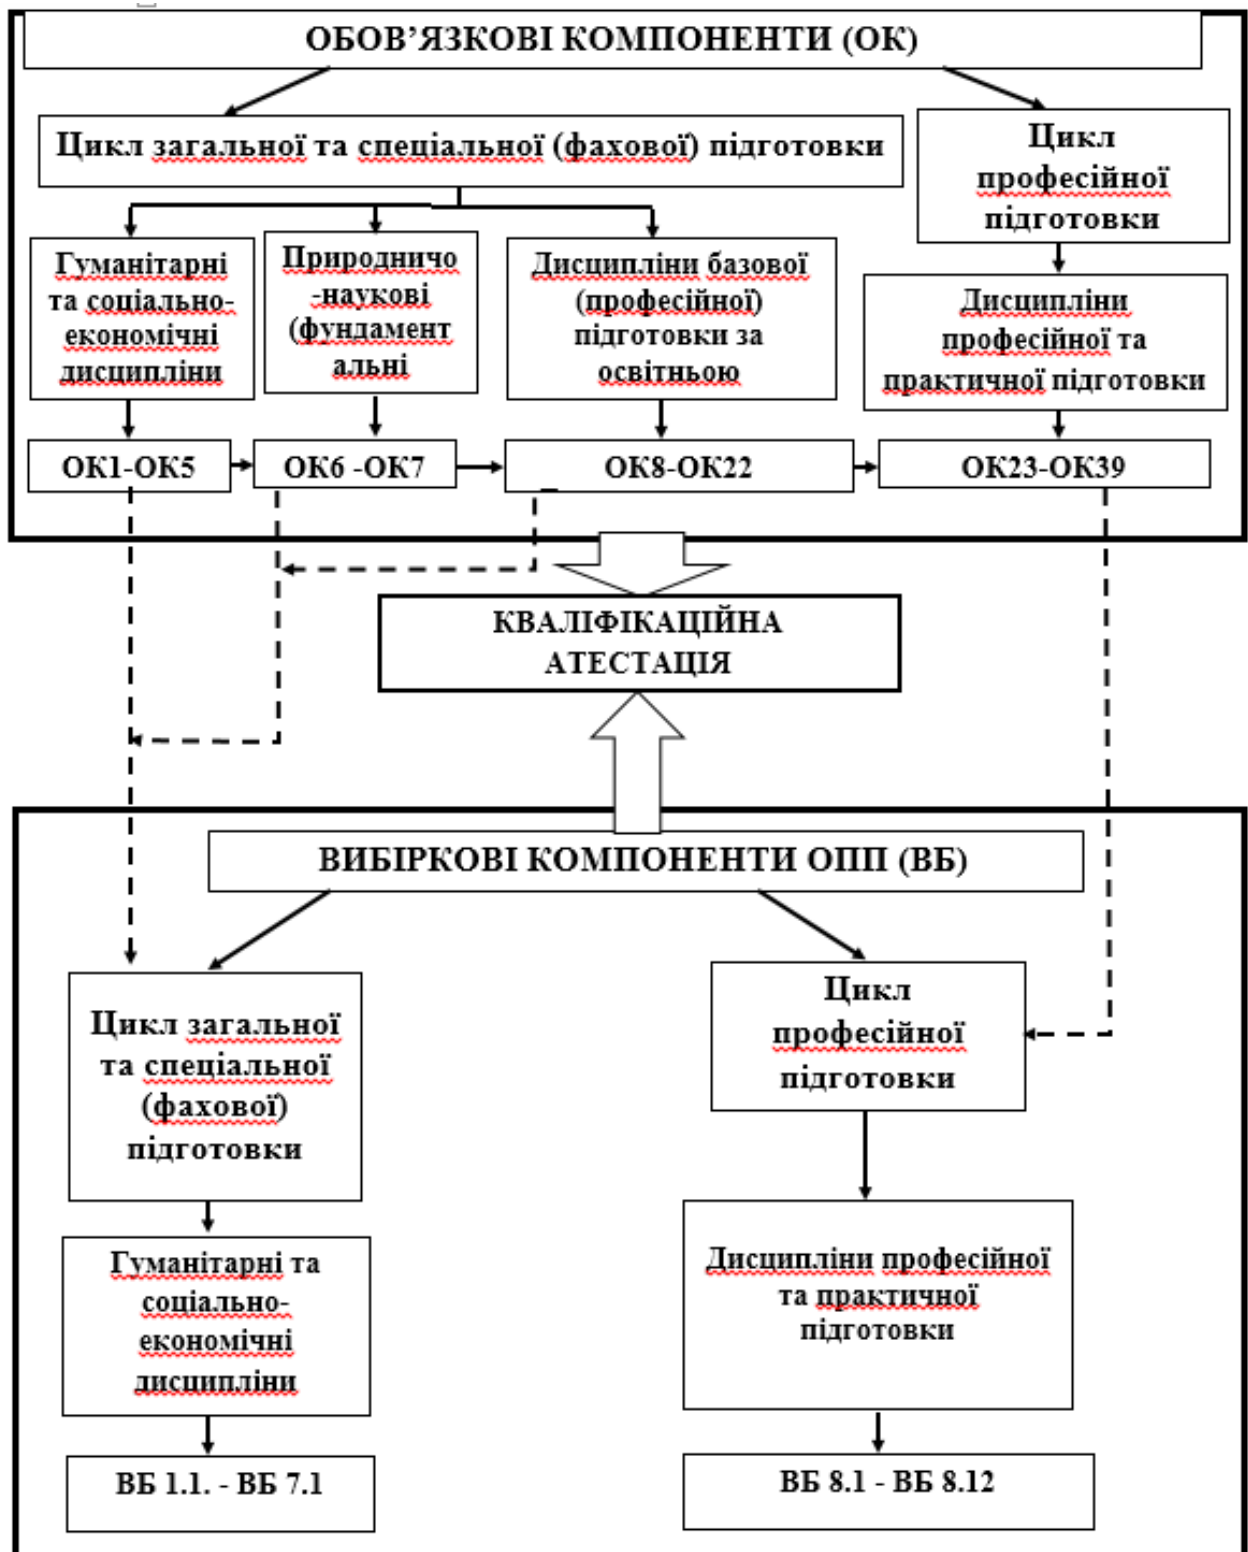 ОБОВ’ЯЗКОВІ КОМПОНЕНТИ (ОК)
Цикл загальної та спеціальної (фахової) підготовки
Цикл
професійної
підготовки
Гуманітарні
та соціально-
економічні
дисципліни
Природничо
-наукові
(фундамент
альні
Дисципліни базової
(професійної)
підготовки за
освітньою
Дисципліни
професійної та
практичної підготовки
ОК1-ОК5
ОК6 -ОК7
ОК8-ОК22
ОК23-ОК39
КВАЛІФІКАЦІЙНА
АТЕСТАЦІЯ
ВИБІРКОВІ КОМПОНЕНТИ ОПП (ВБ)
Цикл загальної
та спеціальної
(фахової)
підготовки
Цикл
професійної
підготовки
Гуманітарні та
соціально-
економічні
дисципліни
Дисципліни професійної
та практичної
підготовки
ВБ 1.1. - ВБ 7.1
ВБ 8.1 - ВБ 8.12